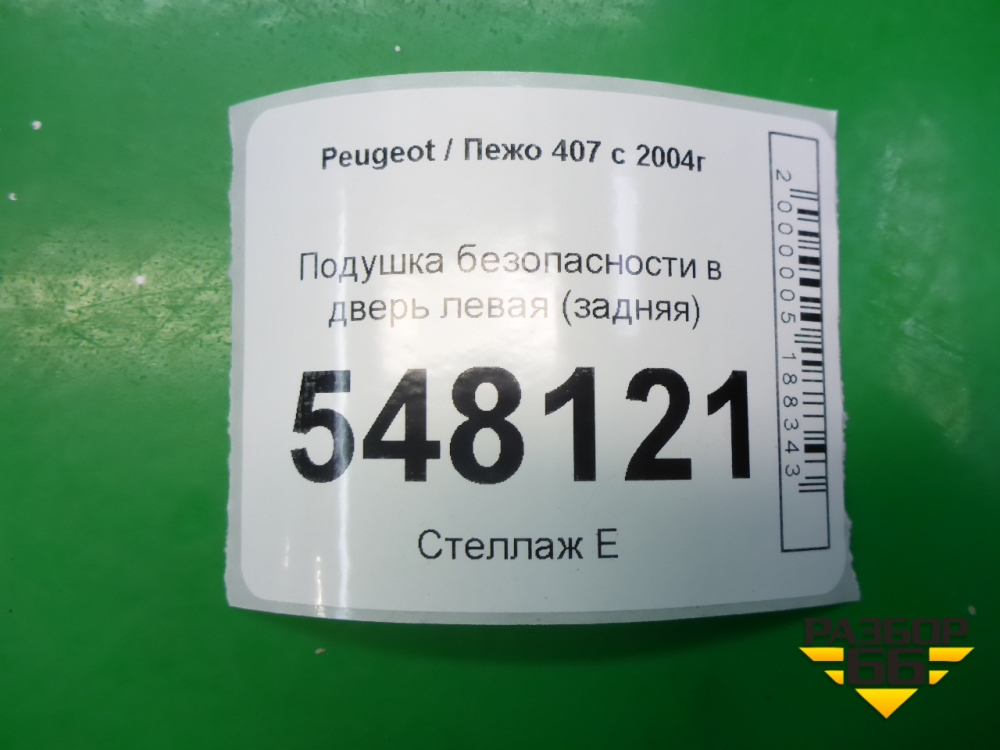 Peugeot / Пежо 407 с 2004г
Подушка безопасности в
дверь левая (задняя)
548121
Стеллаж Е
2000005188343
РАЗБОР
66